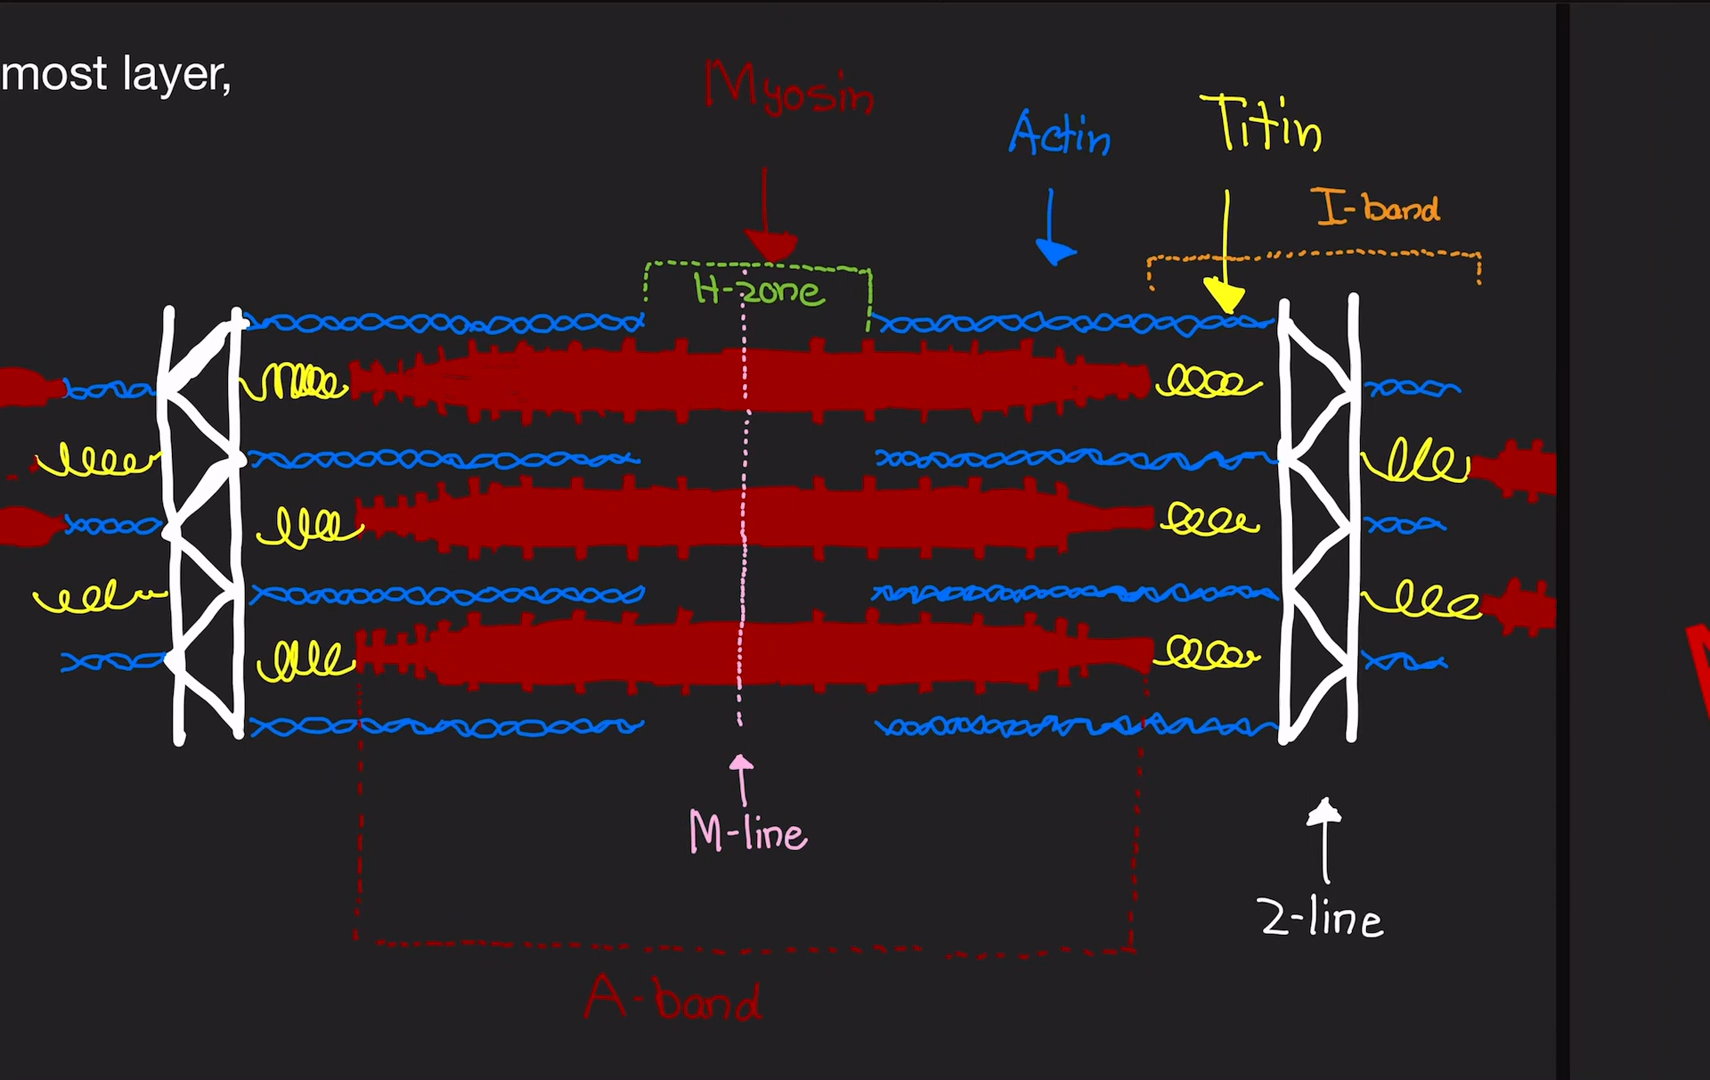 most layer,
Myosin
Actin
Titin
I-band
H-zone
M-line
Z-line
A-band